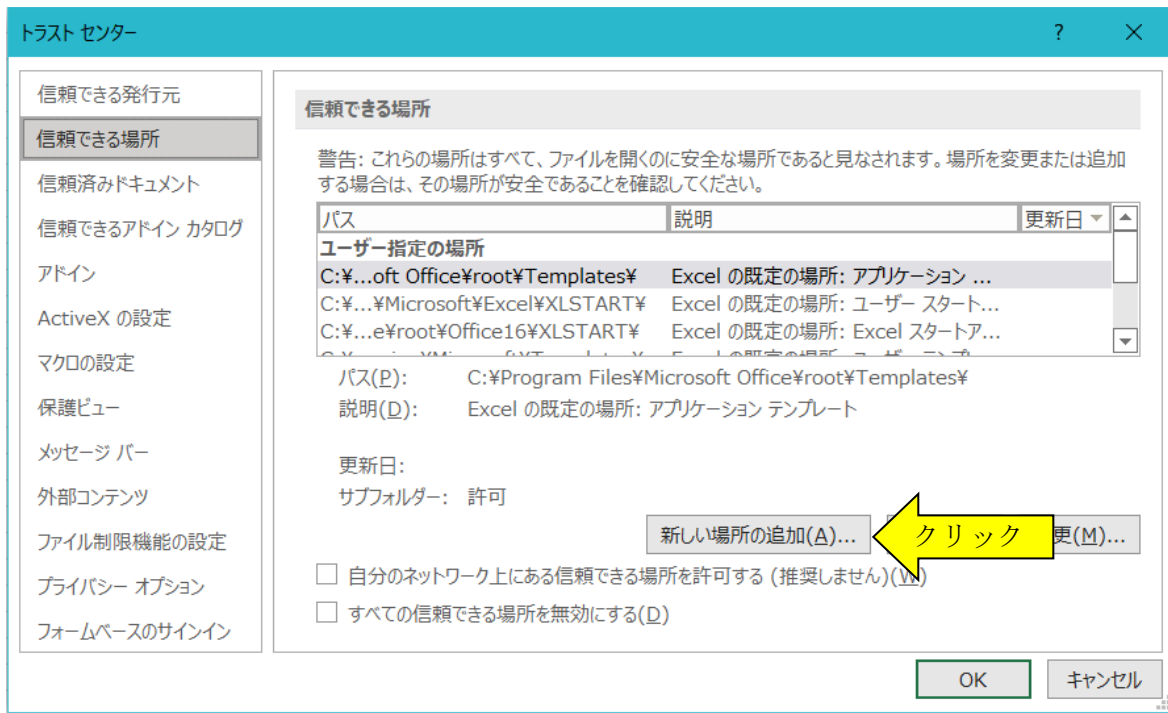 トラスト センター
?
信頼できる発行元
信頼できる場所
信頼済みドキュメント
信頼できるアドイン カタログ
アドイン
ActiveX の設定
マクロの設定
保護ビュー
メッセージ バー
外部コンテンツ
ファイル制限機能の設定
プライバシー オプション
フォームベースのサインイン
信頼できる場所
警告: これらの場所はすべて、ファイルを開くのに安全な場所であると見なされます。場所を変更または追加
する場合は、その場所が安全であることを確認してください。
パス 説明 更新日
ユーザー指定の場所
C:¥...oft Office¥root¥Templates¥ Excel の既定の場所: アプリケーション ...
C:¥...¥Microsoft¥Excel¥XLSTART¥ Excel の既定の場所: ユーザー スタート...
C:¥...e¥root¥Office16¥XLSTART¥ Excel の既定の場所: Excel スタートア...
パス(P): C:¥Program Files¥Microsoft Office¥root¥Templates¥
説明(D): Excel の既定の場所: アプリケーション テンプレート
更新日:
サブフォルダー: 許可
新しい場所の追加(A)... クリック 更(M)...
自分のネットワーク上にある信頼できる場所を許可する (推奨しません)(W)
すべての信頼できる場所を無効にする(D)
OK キャンセル